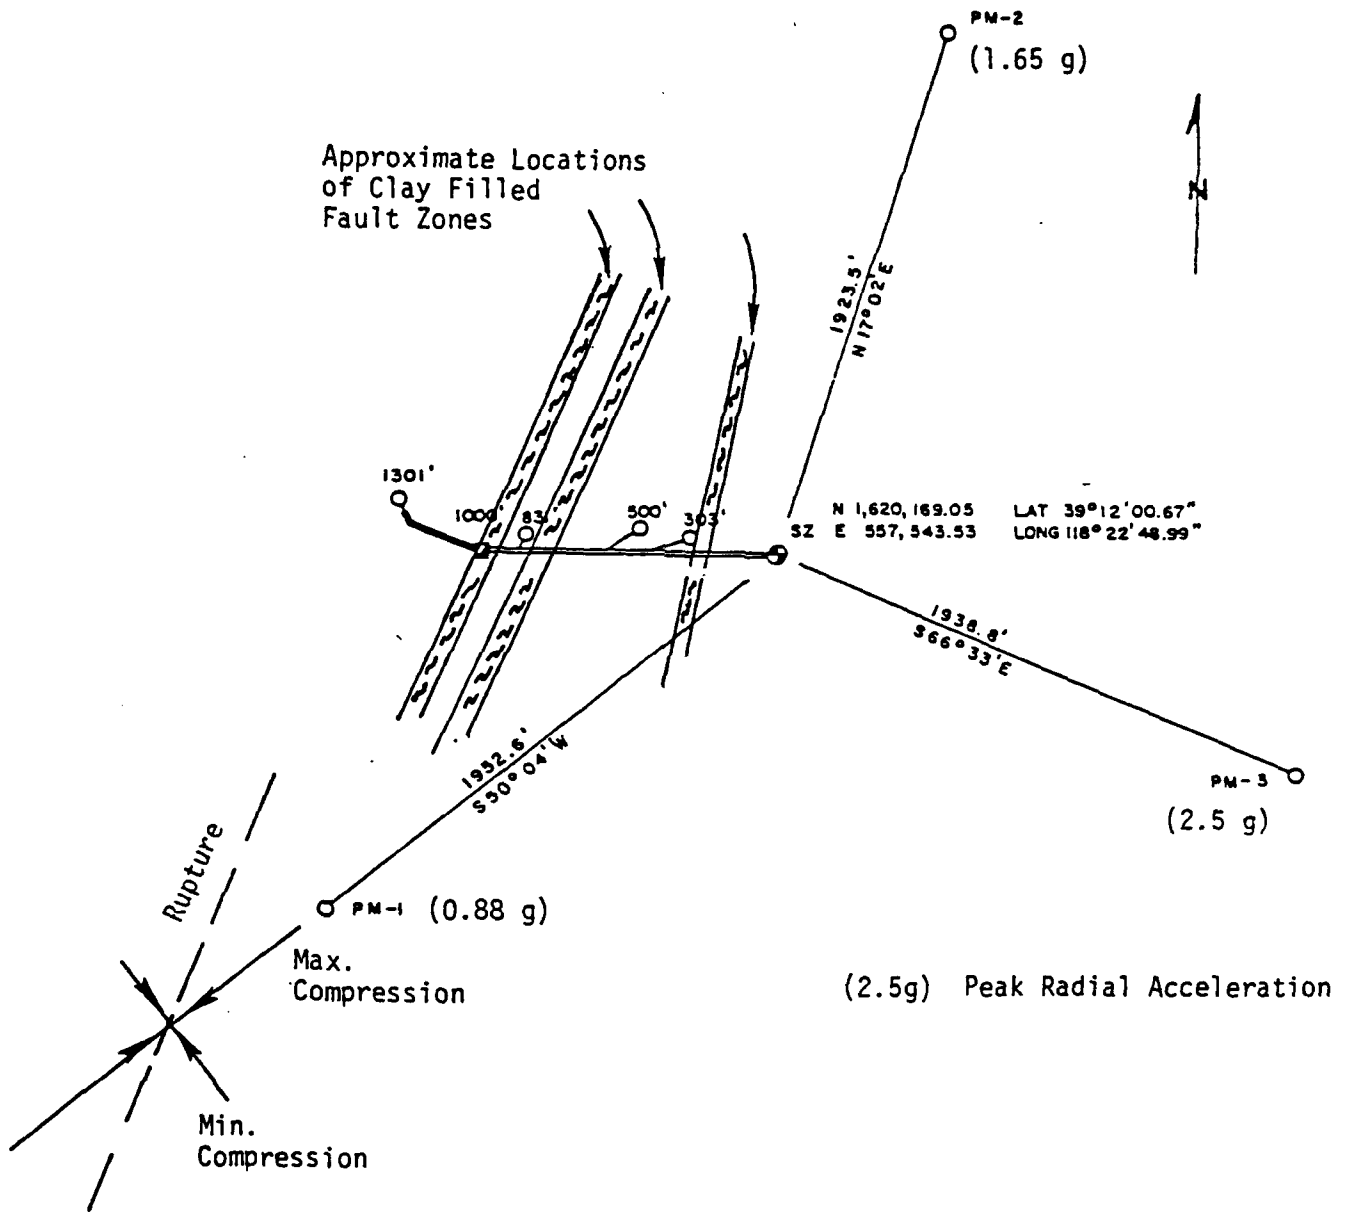 PM-2
(1.65 g)
Approximate Locations
of Clay Filled
Fault Zones
N
1923.5'
N 17° 02' E
1301'
1000'
83
500'
303'
N 1,620,169.05 LAT 39° 12' 00.67"
SZ E 557,543.53 LONG 118° 22' 48.99"
1938.8'
S66° 33' E
1952.6'
S50° 04' W
PM-3
(2.5 g)
Rupture
PM-1 (0.88 g)
Max.
Compression
(2.5g) Peak Radial Acceleration
Min.
Compression